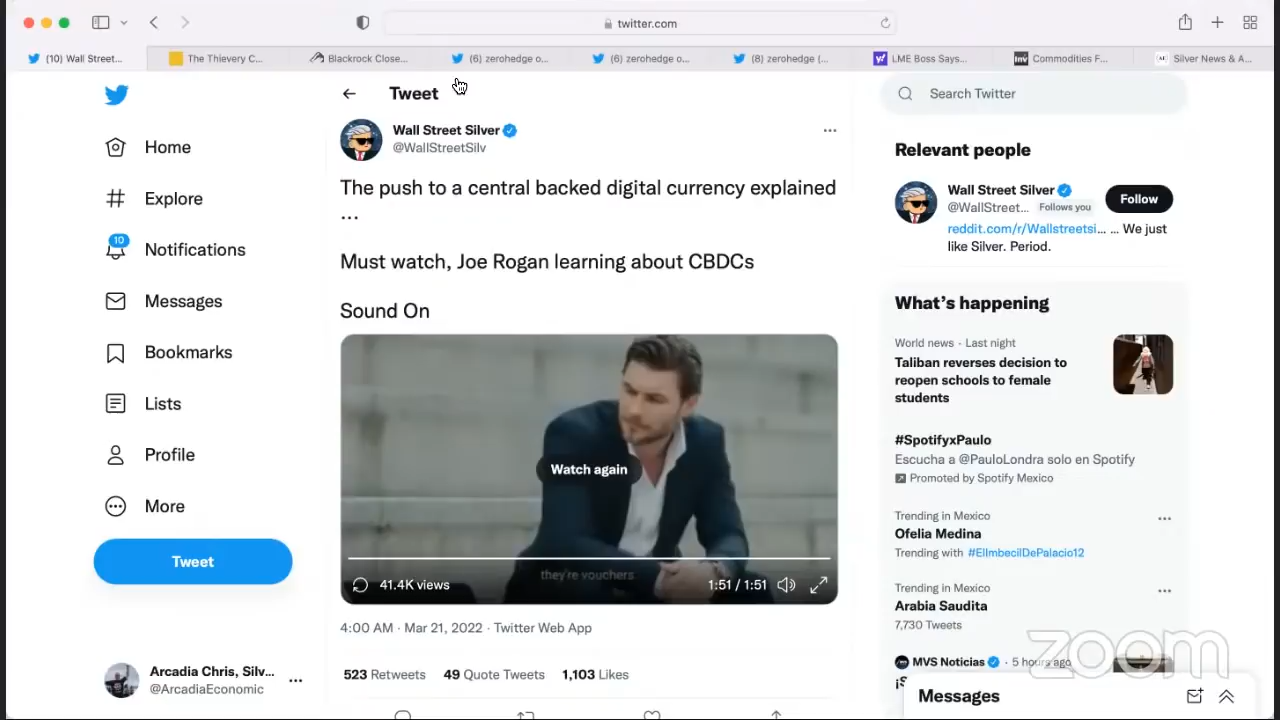 twitter.com
(10) Wall Street...
The Thievery C...
Blackrock Close...
(6) zerohedge o...
(6) zerohedge o...
(8) zerohedge (...
LME Boss Says...
Commodities F...
Silver News & A...
Home
Explore
10
Notifications
Messages
Bookmarks
Lists
Profile
More
Tweet
Arcadia Chris, Silv...
@ArcadiaEconomic
Tweet
Wall Street Silver
@WallStreetSilv
The push to a central backed digital currency explained
...
Must watch, Joe Rogan learning about CBDCs
Sound On
Watch again
they're vouchers
41.4K views
1:51 / 1:51
4:00 AM · Mar 21, 2022 · Twitter Web App
523 Retweets 49 Quote Tweets 1,103 Likes
Search Twitter
Relevant people
Wall Street Silver
@WallStreet... Follows you
Follow
reddit.com/r/Wallstreetsi... ... We just
like Silver. Period.
What's happening
World news · Last night
Taliban reverses decision to
reopen schools to female
students
#SpotifyxPaulo
Escucha a @PauloLondra solo en Spotify
Promoted by Spotify Mexico
Trending in Mexico
Ofelia Medina
Trending with #ElImbecilDePalacio12
Trending in Mexico
Arabia Saudita
7,730 Tweets
MVS Noticias · 5 hours ago
zoom
Messages